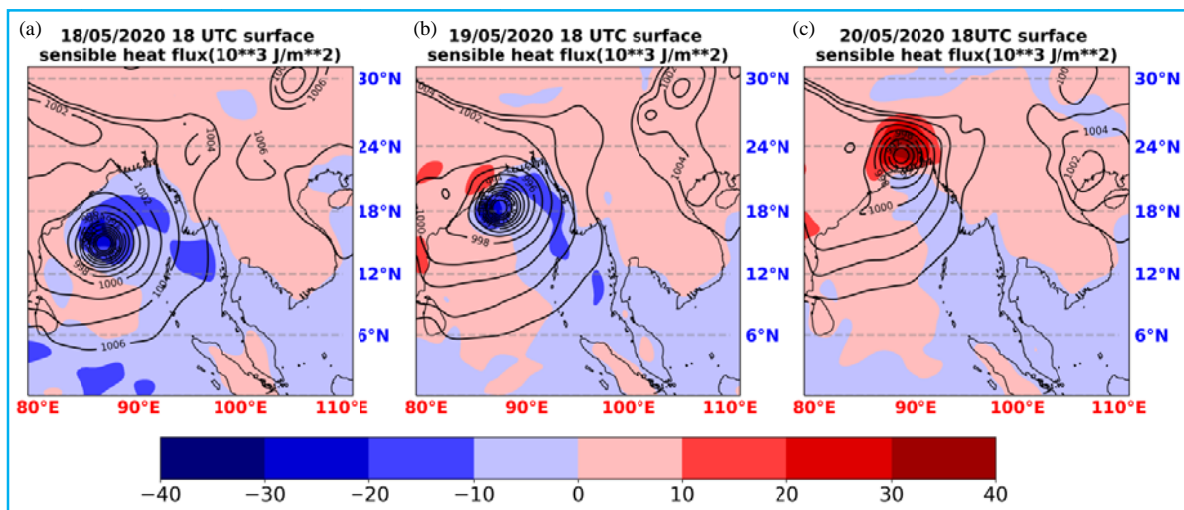 (a)
18/05/2020 18 UTC surface
sensible heat flux(10**3 J/m**2)
(b)
19/05/2020 18 UTC surface
sensible heat flux(10**3 J/m**2)
(c)
20/05/2020 18UTC surface
sensible heat flux(10**3 J/m**2)
1002
1006
1004
1006
1002
998
1000
1004
1006
30°N
24°N
18°N
12°N
6°N
80°E 90°E 100°E 110°E
1004
1002
1002
1004
1000
998
30°N
24°N
18°N
12°N
6°N
80°E 90°E 100°E 110°E
1002
1004
1002
1000
30°N
24°N
18°N
12°N
6°N
80°E 90°E 100°E 110°E
−40 −30 −20 −10 0 10 20 30 40